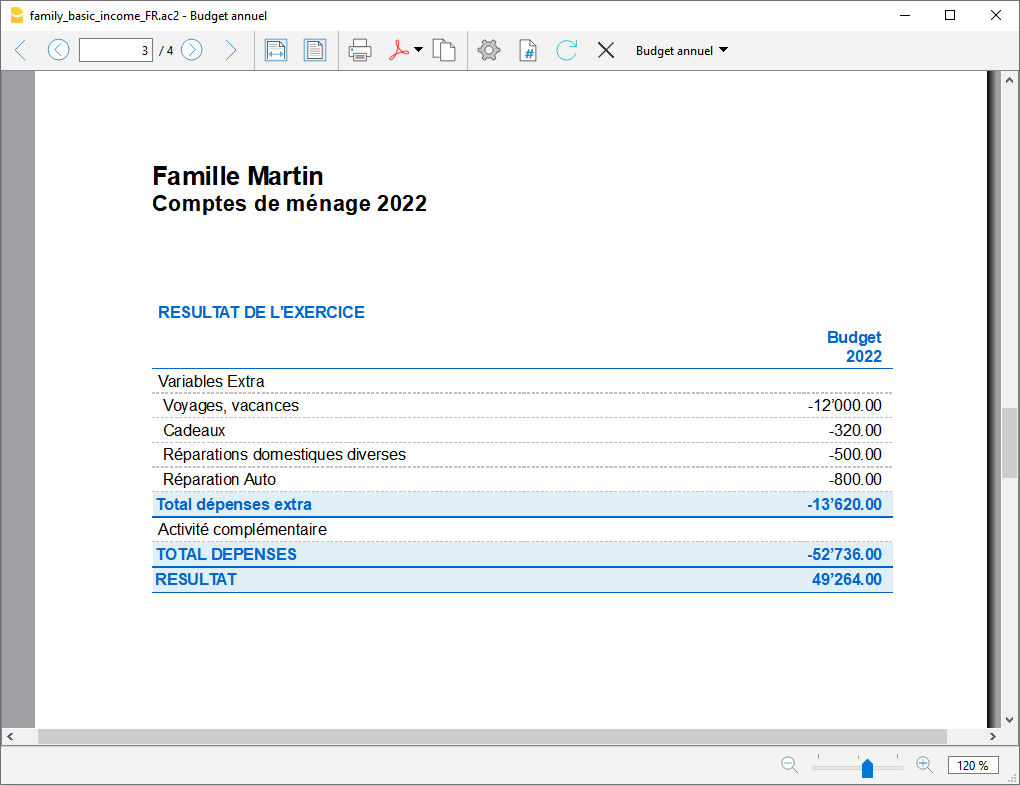 family_basic_income_FR.ac2 - Budget annuel
3 / 4 Budget annuel
Famille Martin
Comptes de ménage 2022
RESULTAT DE L'EXERCICE
Budget
2022
Variables Extra
Voyages, vacances -12’000.00
Cadeaux -320.00
Réparations domestiques diverses -500.00
Réparation Auto -800.00
Total dépenses extra -13’620.00
Activité complémentaire
TOTAL DEPENSES -52’736.00
RESULTAT 49’264.00
120 %